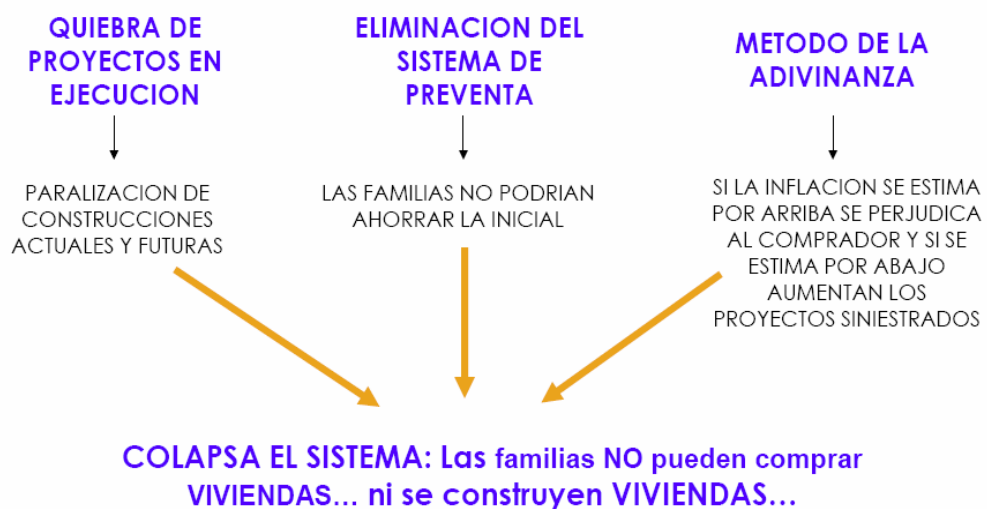 QUIEBRA DE
PROYECTOS EN
EJECUCION
ELIMINACION DEL
SISTEMA DE
PREVENTA
METODO DE LA
ADIVINANZA
PARALIZACION DE
CONSTRUCCIONES
ACTUALES Y FUTURAS
LAS FAMILIAS NO PODRIAN
AHORRAR LA INICIAL
SI LA INFLACION SE ESTIMA
POR ARRIBA SE PERJUDICA
AL COMPRADOR Y SI SE
ESTIMA POR ABAJO
AUMENTAN LOS
PROYECTOS SINIESTRADOS
COLAPSA EL SISTEMA: Las familias NO pueden comprar
VIVIENDAS... ni se construyen VIVIENDAS...